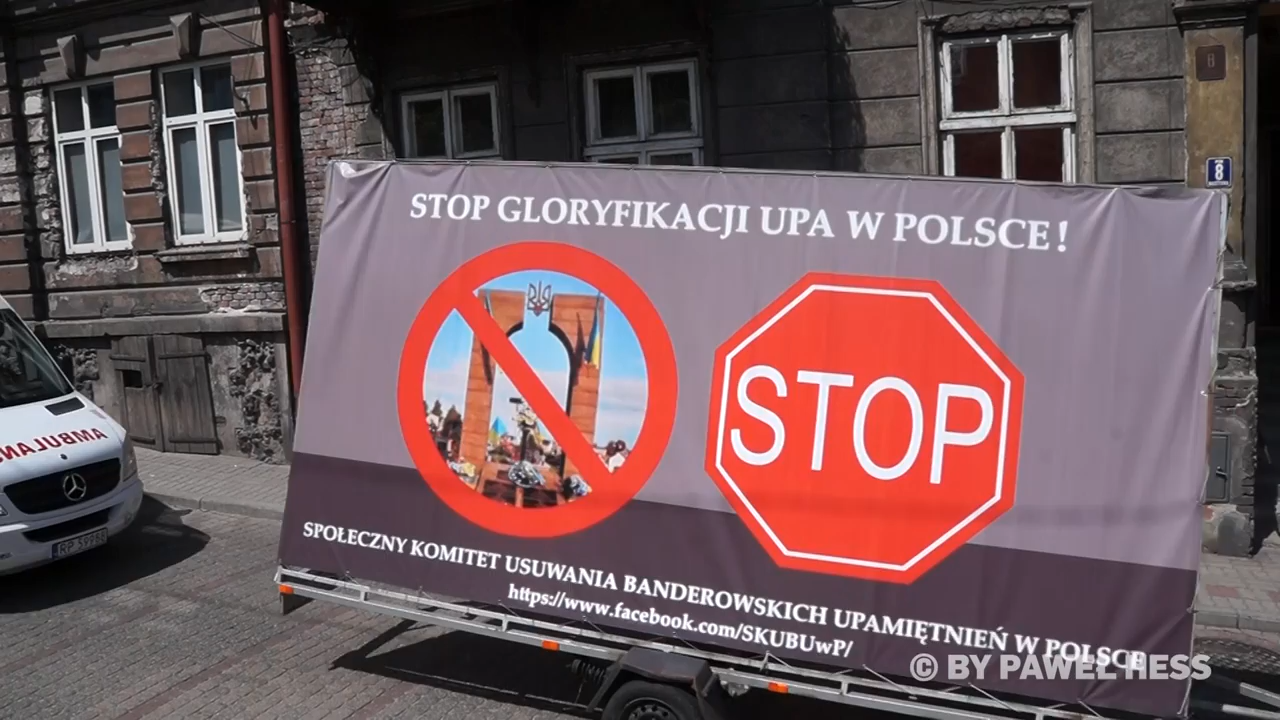 STOP GLORYFIKACJI UPA W POLSCE!
STOP
SPOŁECZNY KOMITET USUWANIA BANDEROWSKICH UPAMIĘTNIEŃ W POLSCE
https://www.facebook.com/SKUBUwP/
AMBULANS
RP 59968
8
© BY PAWEŁ HESS